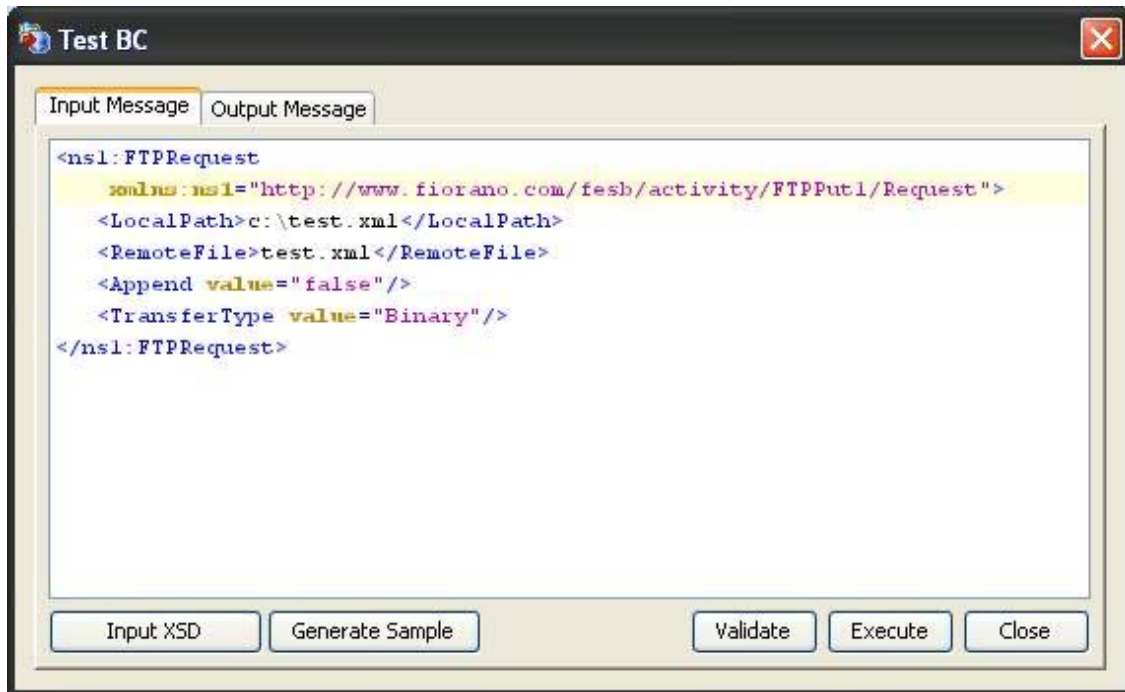 Test BC
Input Message Output Message
<ns1:FTPRequest
xmlns:ns1="http://www.fiorano.com/fesb/activity/FTPPut1/Request">
<LocalPath>c:\test.xml</LocalPath>
<RemoteFile>test.xml</RemoteFile>
<Append value="false"/>
<TransferType value="Binary"/>
</ns1:FTPRequest>
Input XSD Generate Sample Validate Execute Close